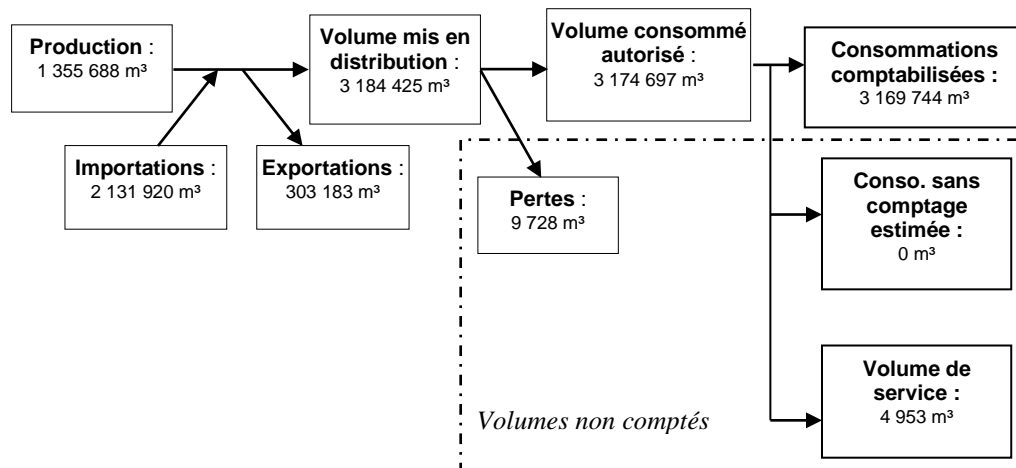 Production :
1 355 688 m³
Volume mis en
distribution :
3 184 425 m³
Volume consommé
autorisé :
3 174 697 m³
Consommations
comptabilisées :
3 169 744 m³
Importations :
2 131 920 m³
Exportations :
303 183 m³
Pertes :
9 728 m³
Conso. sans
comptage
estimée :
0 m³
Volume de
service :
4 953 m³
Volumes non comptés